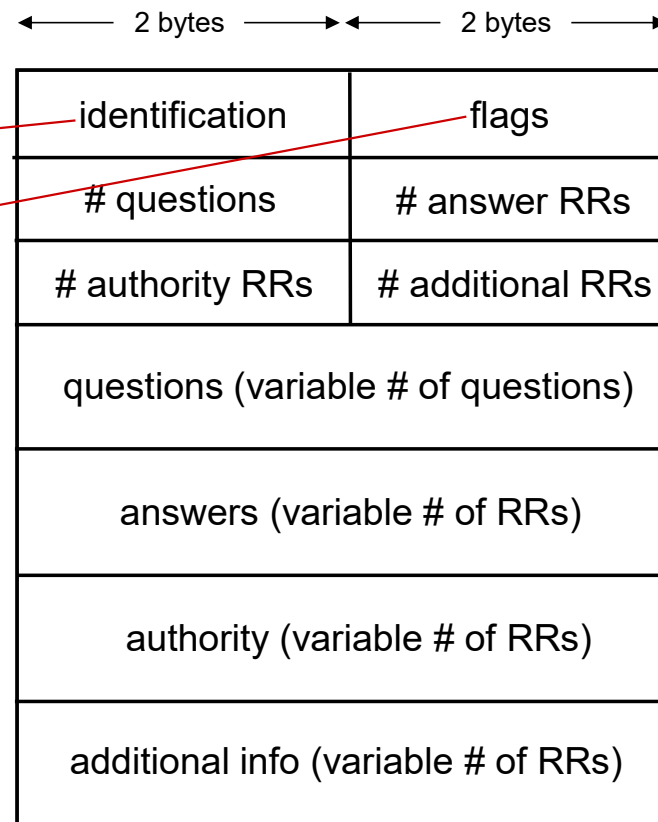 2 bytes 2 bytes
identification flags
# questions # answer RRs
# authority RRs # additional RRs
questions (variable # of questions)
answers (variable # of RRs)
authority (variable # of RRs)
additional info (variable # of RRs)